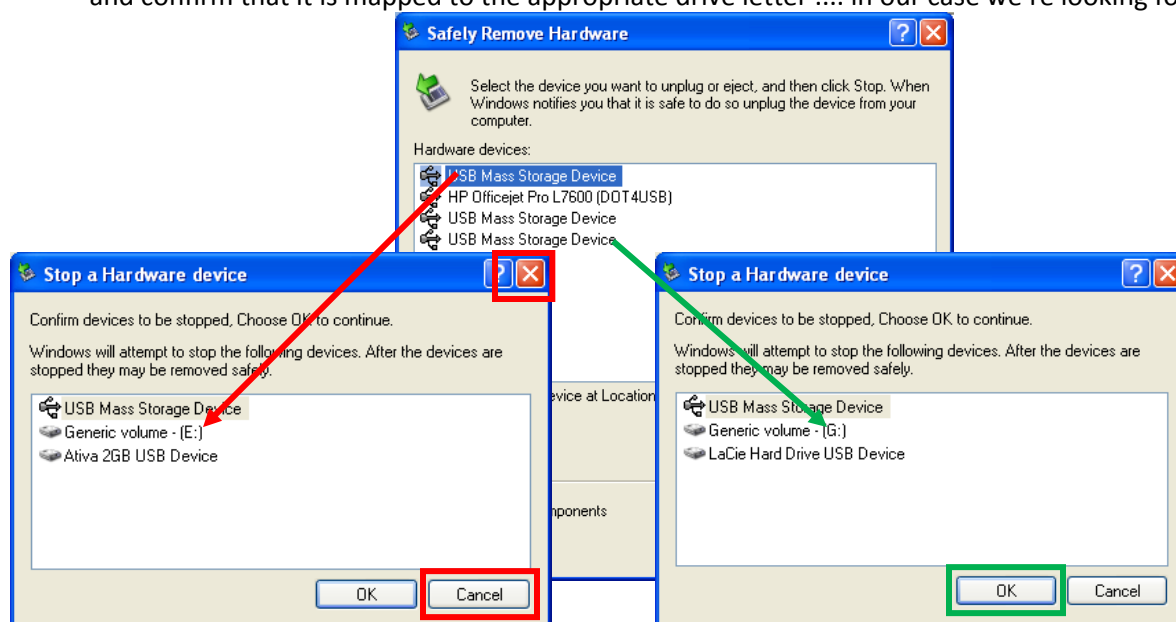 and confirm that it is mapped to the appropriate drive letter .... in our case we're looking fo
Safely Remove Hardware
Select the device you want to unplug or eject, and then click Stop. When
Windows notifies you that it is safe to do so unplug the device from your
computer.
Hardware devices:
USB Mass Storage Device
HP Officejet Pro L7600 (DOT4USB)
USB Mass Storage Device
USB Mass Storage Device
Stop a Hardware device
Confirm devices to be stopped, Choose OK to continue.
Windows will attempt to stop the following devices. After the devices are
stopped they may be removed safely.
USB Mass Storage Device
Generic volume - (E:)
Ativa 2GB USB Device
OK
Cancel
evice at Location
mponents
Stop a Hardware device
Confirm devices to be stopped, Choose OK to continue.
Windows will attempt to stop the following devices. After the devices are
stopped they may be removed safely.
USB Mass Storage Device
Generic volume - (G:)
LaCie Hard Drive USB Device
OK
Cancel